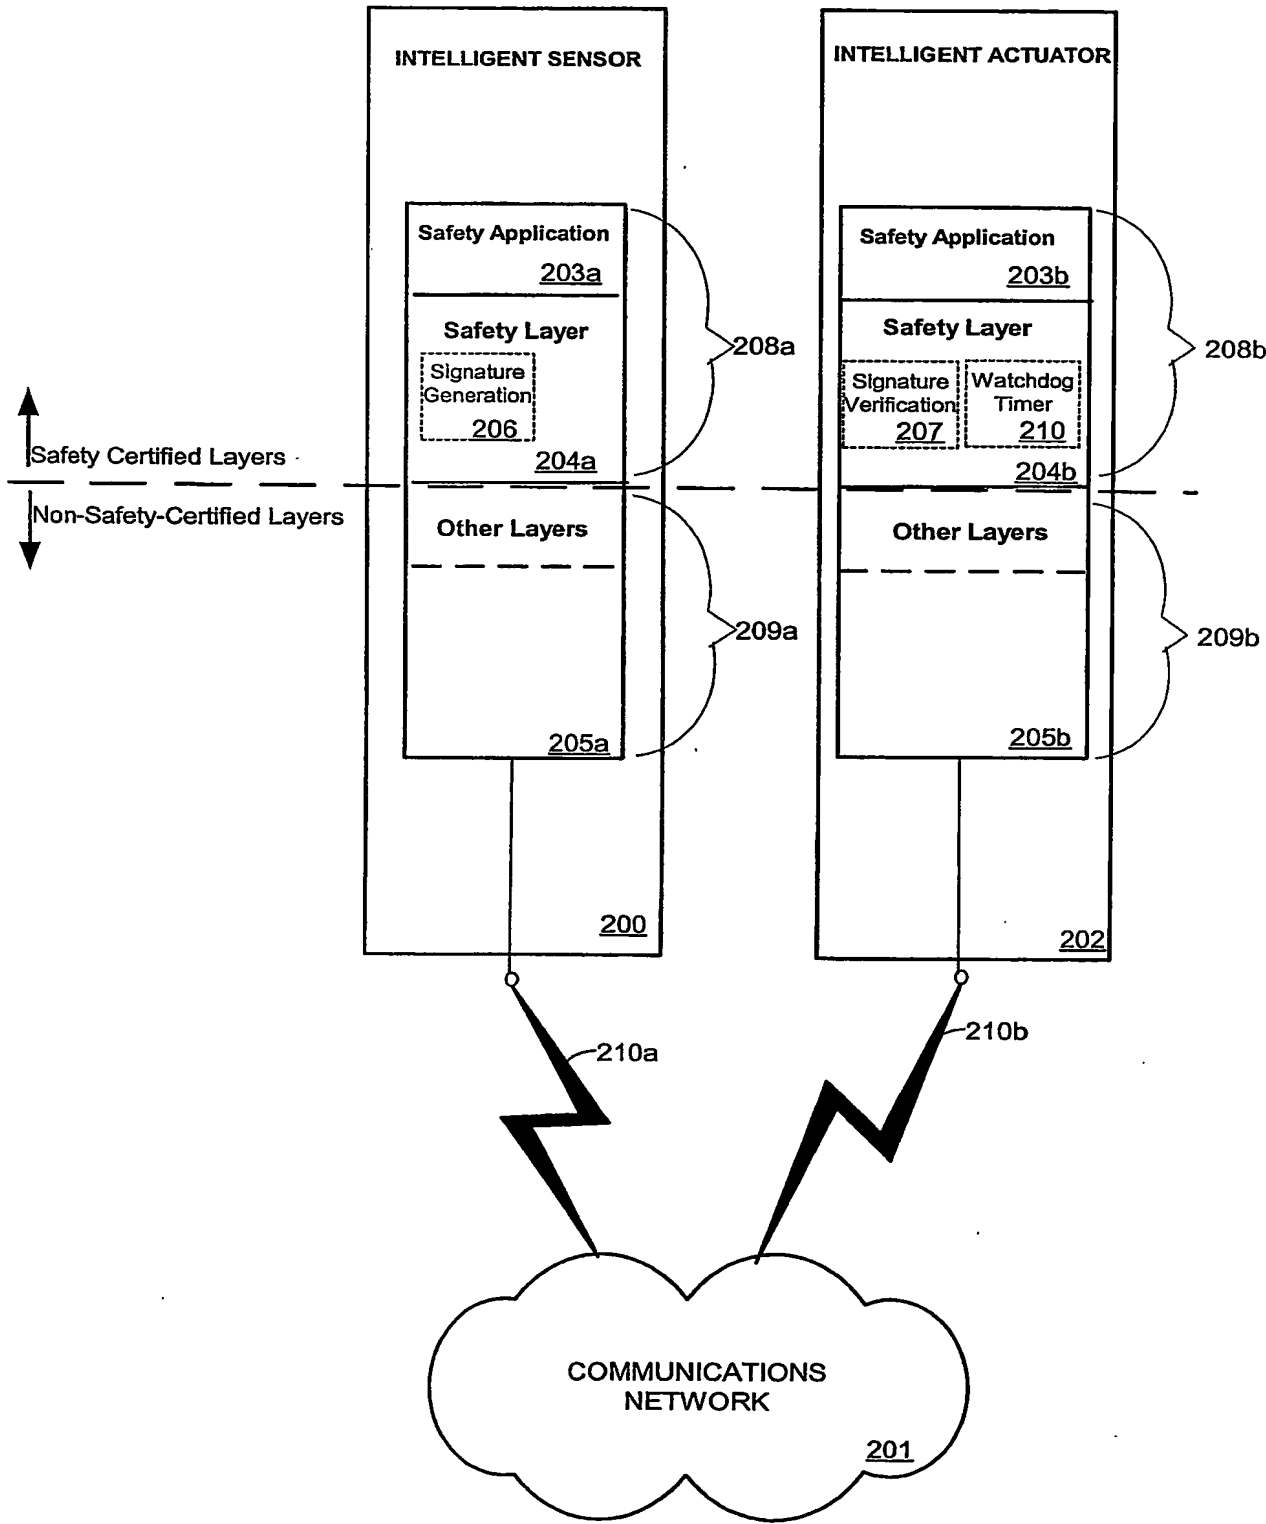 INTELLIGENT SENSOR
Safety Application
203a
Safety Layer
Signature
Generation
206
204a
208a
Other Layers
209a
205a
200
INTELLIGENT ACTUATOR
Safety Application
203b
Safety Layer
Signature
Verification
207
Watchdog
Timer
210
204b
208b
Other Layers
209b
205b
202
Safety Certified Layers
Non-Safety-Certified Layers
210a
210b
COMMUNICATIONS
NETWORK
201